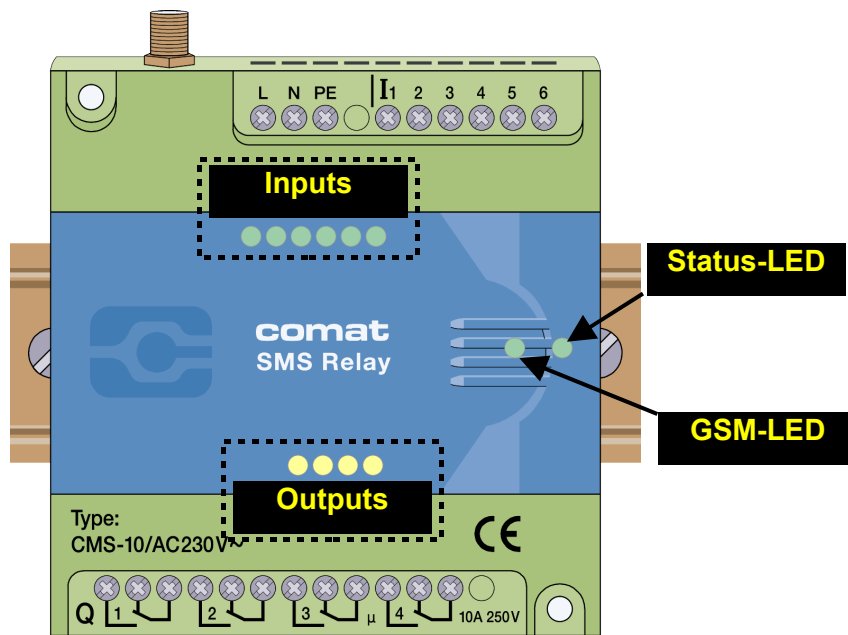 L N PE I1 2 3 4 5 6
Inputs
Status-LED
comat
SMS Relay
GSM-LED
Outputs
Type:
CMS-10/AC230V~
CE
Q 1 2 3 µ 4 10A 250V